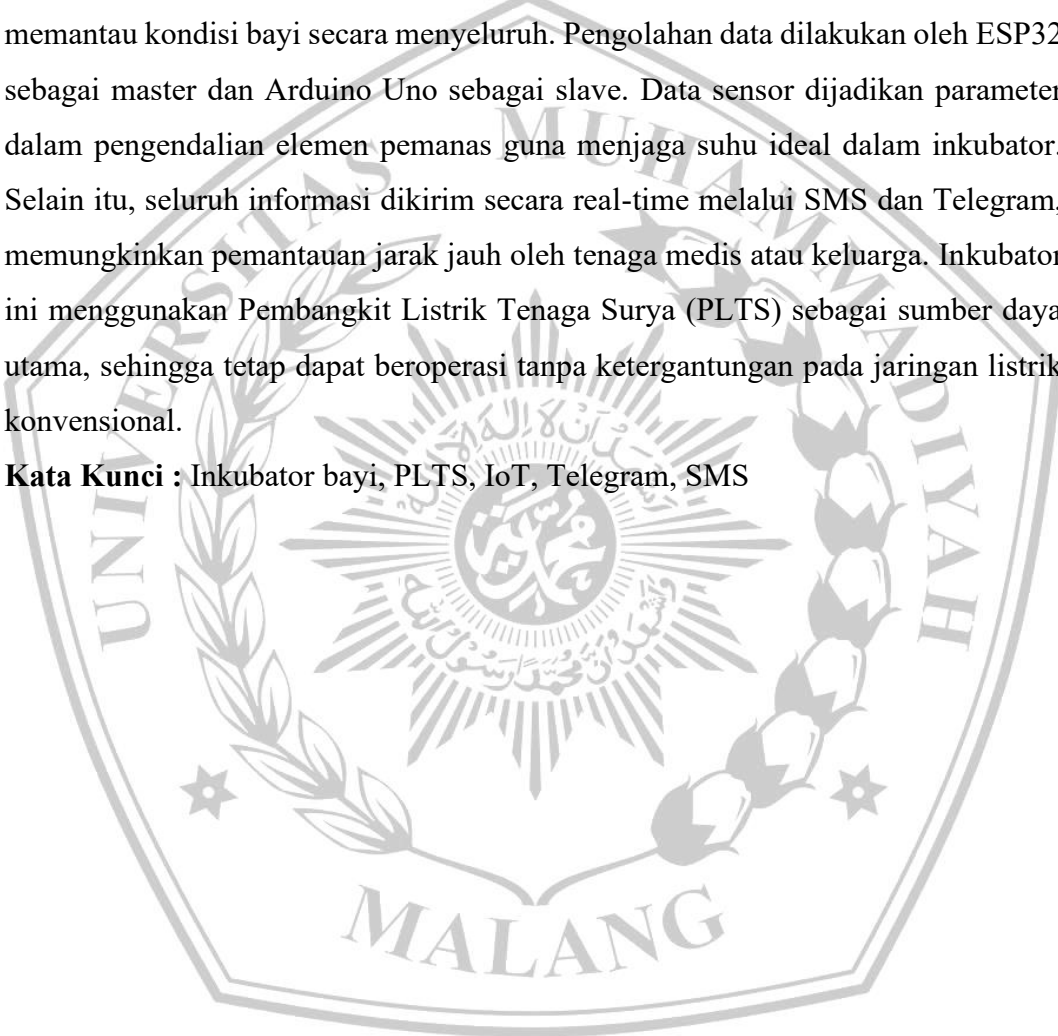 memantau kondisi bayi secara menyeluruh. Pengolahan data dilakukan oleh ESP32
sebagai master dan Arduino Uno sebagai slave. Data sensor dijadikan parameter
dalam pengendalian elemen pemanas guna menjaga suhu ideal dalam inkubator.
Selain itu, seluruh informasi dikirim secara real-time melalui SMS dan Telegram,
memungkinkan pemantauan jarak jauh oleh tenaga medis atau keluarga. Inkubator
ini menggunakan Pembangkit Listrik Tenaga Surya (PLTS) sebagai sumber daya
utama, sehingga tetap dapat beroperasi tanpa ketergantungan pada jaringan listrik
konvensional.
Kata Kunci : Inkubator bayi, PLTS, IoT, Telegram, SMS
UNIVERSITAS MUHAMMADIYAH
MALANG